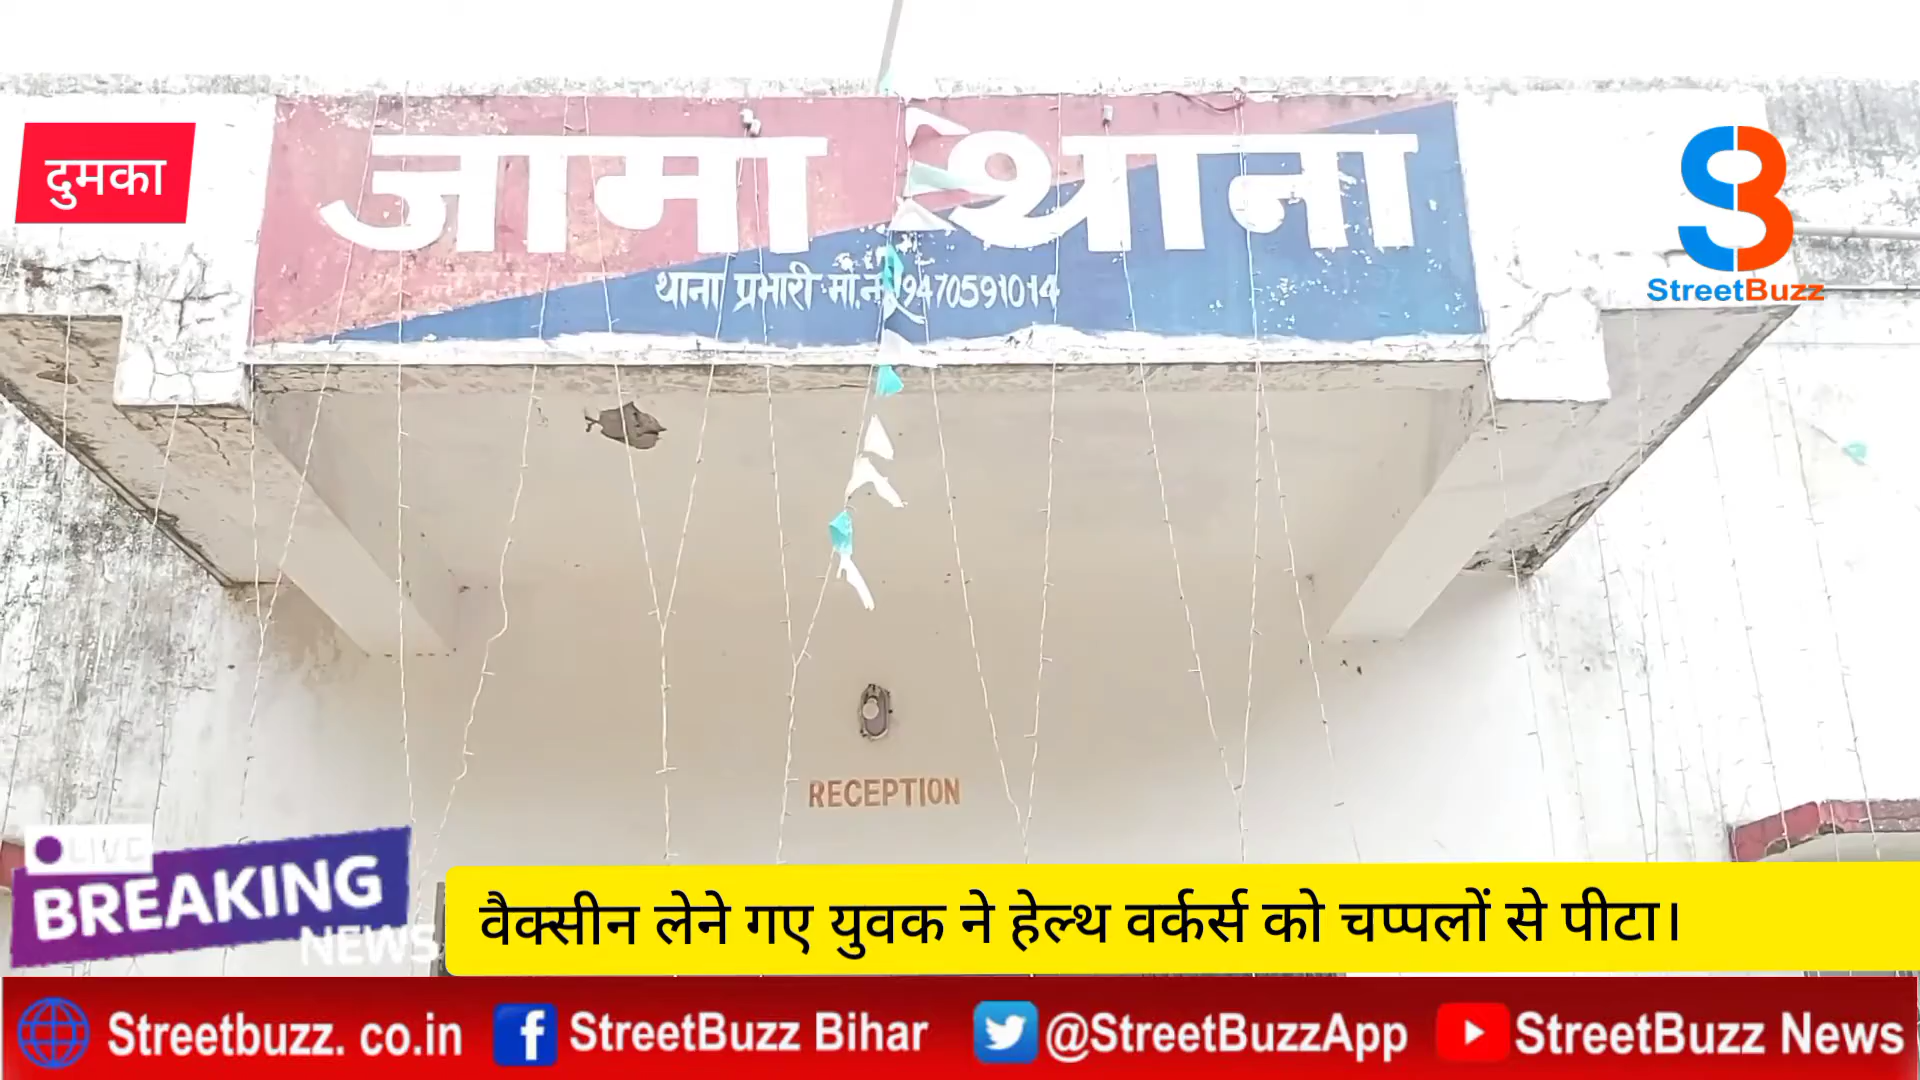 दुमका
जामा थाना
थाना प्रभारी मो.नं. 9470591014
StreetBuzz
RECEPTION
LIVE
BREAKING
NEWS
वैक्सीन लेने गए युवक ने हेल्थ वर्कर्स को चप्पलों से पीटा।
Streetbuzz. co.in StreetBuzz Bihar @StreetBuzzApp StreetBuzz News